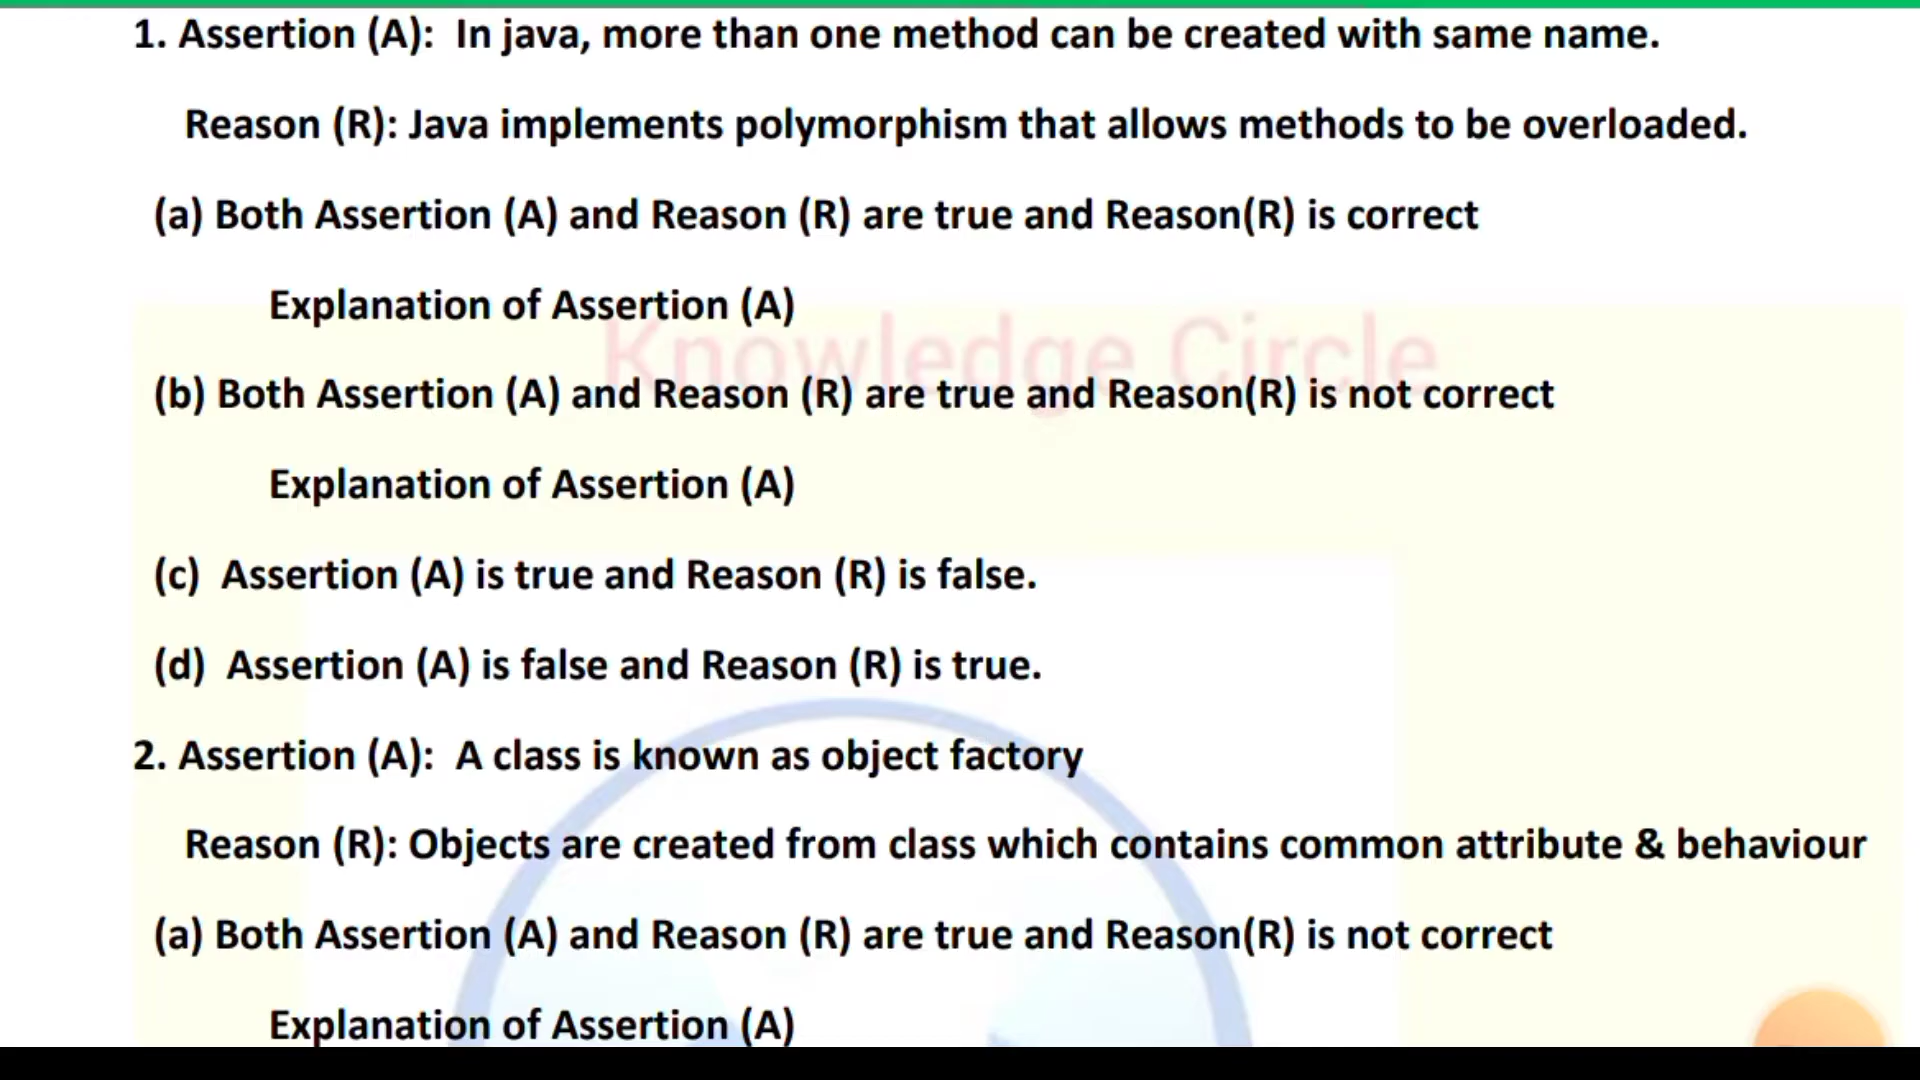 1. Assertion (A): In java, more than one method can be created with same name.
Reason (R): Java implements polymorphism that allows methods to be overloaded.
(a) Both Assertion (A) and Reason (R) are true and Reason(R) is correct
Explanation of Assertion (A)
Knowledge Circle
(b) Both Assertion (A) and Reason (R) are true and Reason(R) is not correct
Explanation of Assertion (A)
(c) Assertion (A) is true and Reason (R) is false.
(d) Assertion (A) is false and Reason (R) is true.
2. Assertion (A): A class is known as object factory
Reason (R): Objects are created from class which contains common attribute & behaviour
(a) Both Assertion (A) and Reason (R) are true and Reason(R) is not correct
Explanation of Assertion (A)